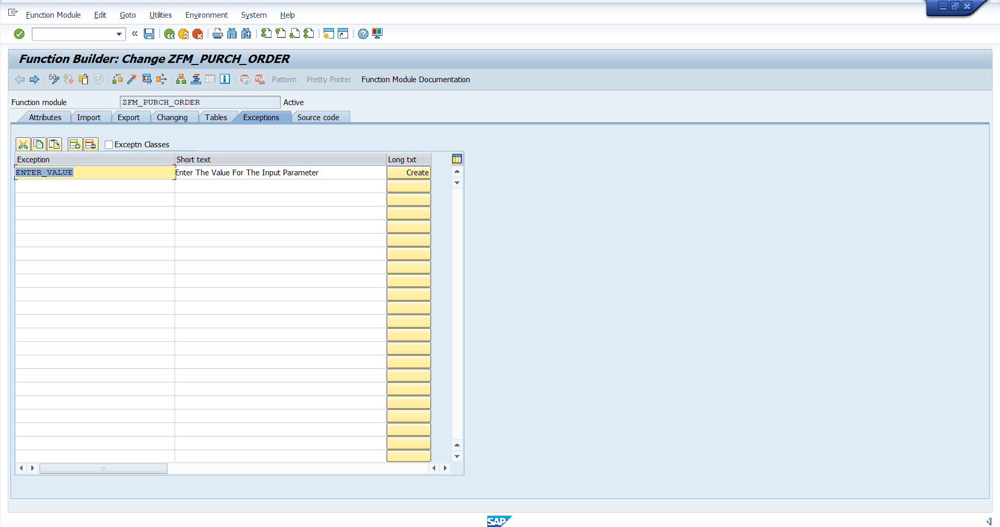 Function Module Edit Goto Utilities Environment System Help
Function Builder: Change ZFM_PURCH_ORDER
Pattern Pretty Printer Function Module Documentation
Function module ZFM_PURCH_ORDER Active
Attributes Import Export Changing Tables Exceptions Source code
Exceptn Classes
Exception Short text Long txt
ENTER_VALUE Enter The Value For The Input Parameter Create
SAP